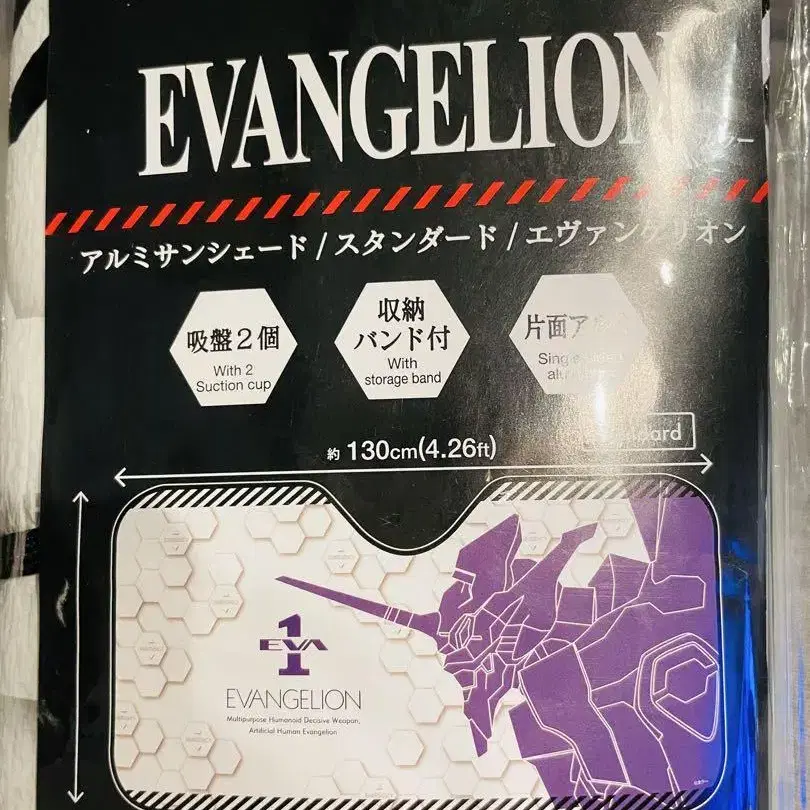 EVANGELION
アルミサンシェード / スタンダード / エヴァンゲリオン
吸盤2個
With 2
Suction cup
収納
バンド付
With
storage band
片面
約 130cm(4.26ft)
1
EVA
EVANGELION
Multipurpose Humanoid Decisive Weapon,
Artificial Human Evangelion